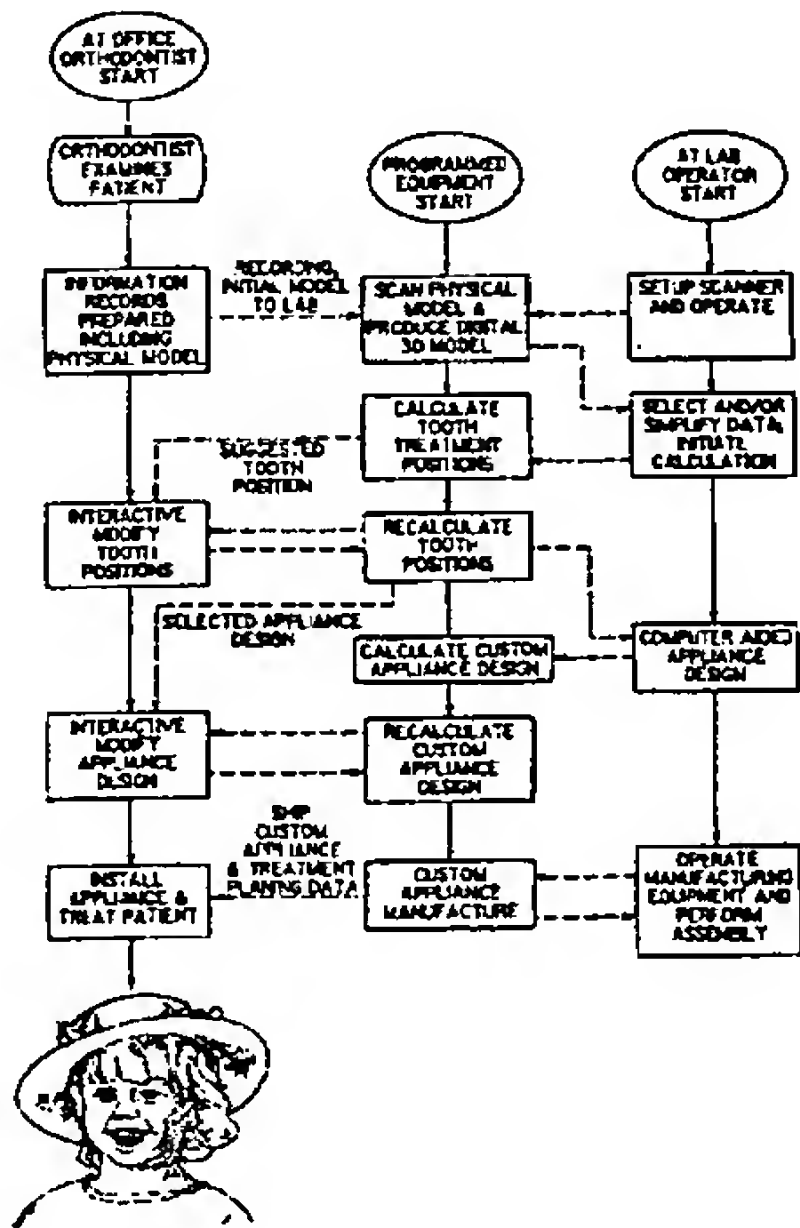 AT OFFICE
ORTHODONTIST
START
ORTHODONTIST
EXAMINES
PATIENT
PROGRAMMED
EQUIPMENT
START
AT LAB
OPERATOR
START
INFORMATION
RECORDS
PREPARED
INCLUDING
PHYSICAL MODEL
RECORDING,
INITIAL MODEL
TO LAB
SCAN PHYSICAL
MODEL &
PRODUCE DIGITAL
3D MODEL
SETUP SCANNER
AND OPERATE
CALCULATE
TOOTH
TREATMENT
POSITIONS
SELECT AND/OR
SIMPLIFY DATA,
INITIATE
CALCULATION
SUGGESTED
TOOTH
POSITION
INTERACTIVE
MODIFY
TOOTH
POSITIONS
RECALCULATE
TOOTH
POSITIONS
SELECTED APPLIANCE
DESIGN
CALCULATE CUSTOM
APPLIANCE DESIGN
COMPUTER AIDED
APPLIANCE
DESIGN
INTERACTIVE
MODIFY
APPLIANCE
DESIGN
RECALCULATE
CUSTOM
APPLIANCE
DESIGN
SHIP
CUSTOM
APPLIANCE
& TREATMENT
PLANING DATA
INSTALL
APPLIANCE &
TREAT PATIENT
CUSTOM
APPLIANCE
MANUFACTURE
OPERATE
MANUFACTURING
EQUIPMENT AND
PERFORM
ASSEMBLY